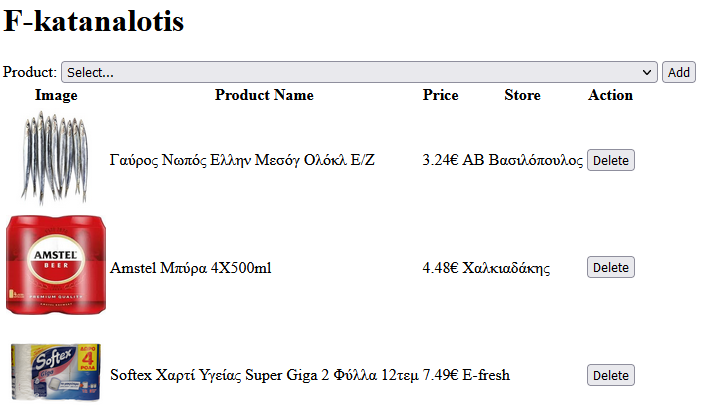 F-katanalotis
Product: Select... Add
Image Product Name Price Store Action
Γαύρος Νωπός Ελλην Μεσόγ Ολόκλ Ε/Ζ 3.24€ ΑΒ Βασιλόπουλος Delete
AMSTEL
BEER
PREMIUM QUALITY
Amstel Μπύρα 4X500ml 4.48€ Χαλκιαδάκης Delete
Softex
Giga
ΔΩΡΟ
4
ΡΟΛΑ
Softex Χαρτί Υγείας Super Giga 2 Φύλλα 12τεμ 7.49€ E-fresh Delete